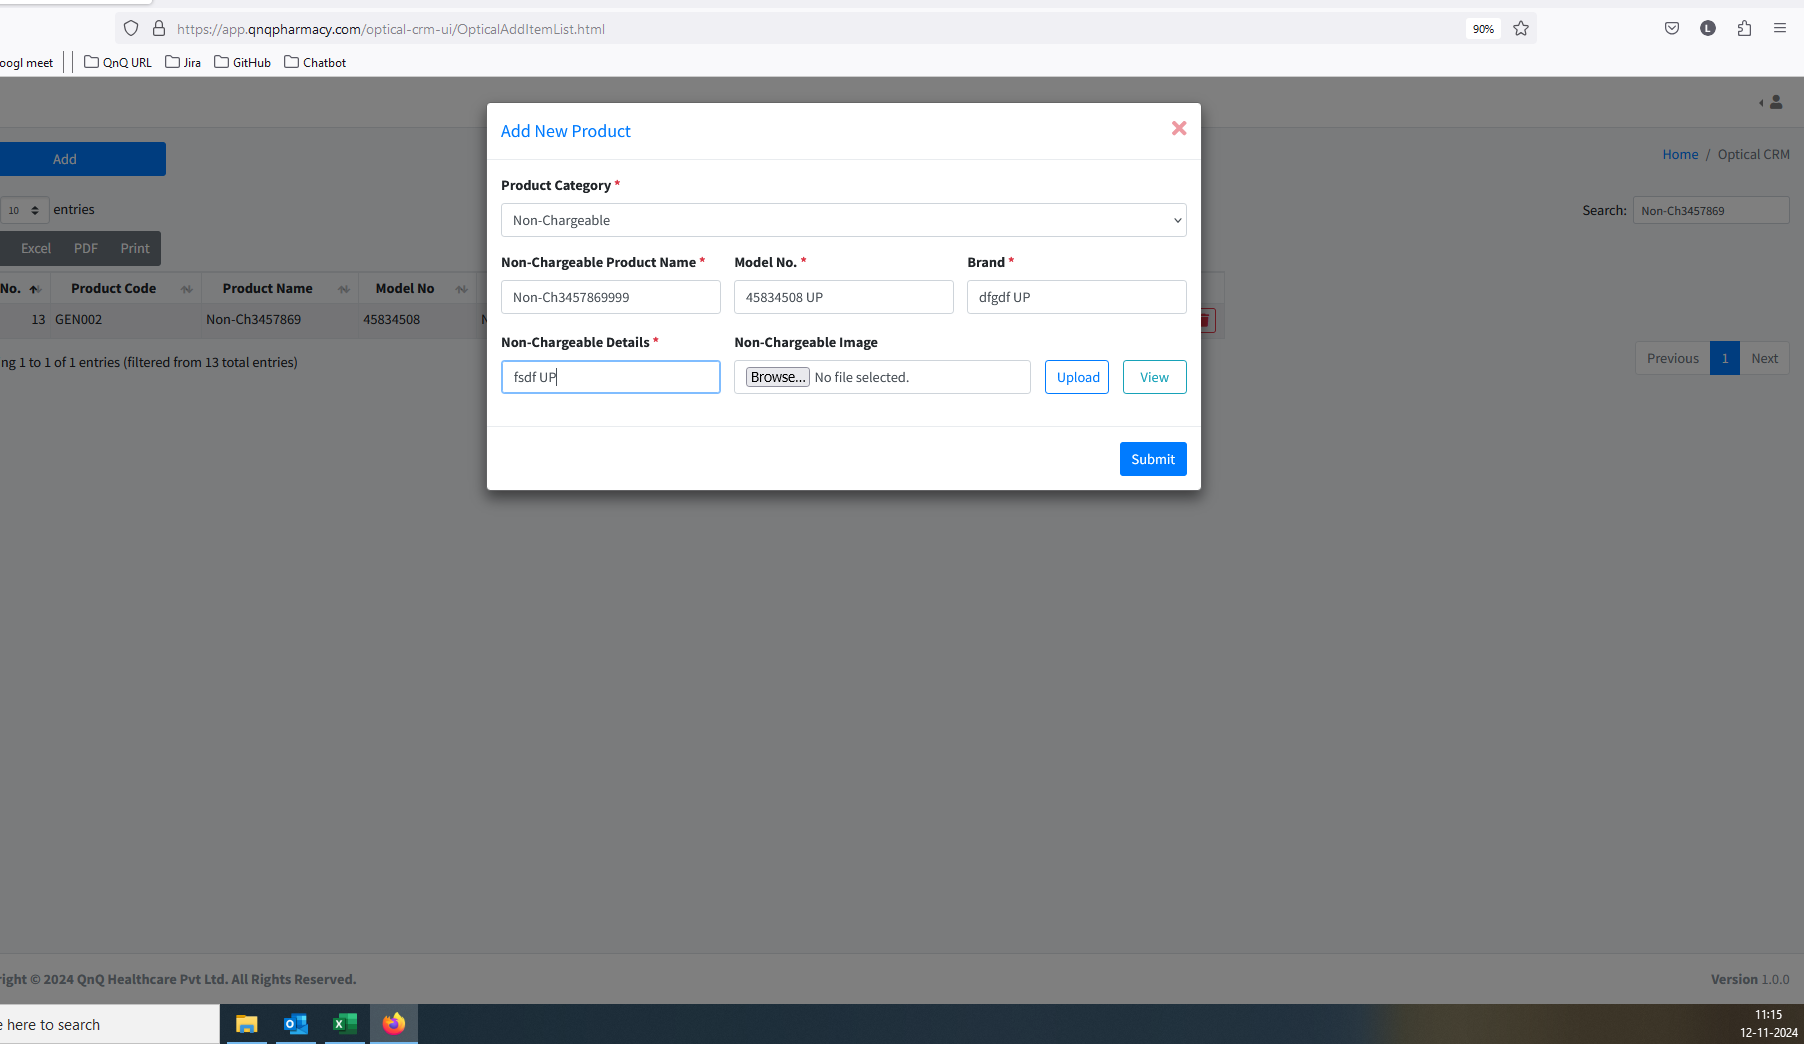 https://app.qnqpharmacy.com/optical-crm-ui/OpticalAddItemList.html
90%
L
oogl meet
QnQ URL
Jira
GitHub
Chatbot
Add New Product
Add
Home / Optical CRM
Product Category *
10 entries
Non-Chargeable
Search: Non-Ch3457869
Excel PDF Print
Non-Chargeable Product Name * Model No. * Brand *
No. Product Code Product Name Model No
Non-Ch3457869999 45834508 UP dfgdf UP
13 GEN002 Non-Ch3457869 45834508 N
Non-Chargeable Details * Non-Chargeable Image
ng 1 to 1 of 1 entries (filtered from 13 total entries)
Previous 1 Next
fsdf UP Browse... No file selected. Upload View
Submit
right © 2024 QnQ Healthcare Pvt Ltd. All Rights Reserved.
Version 1.0.0
e here to search
11:15
12-11-2024